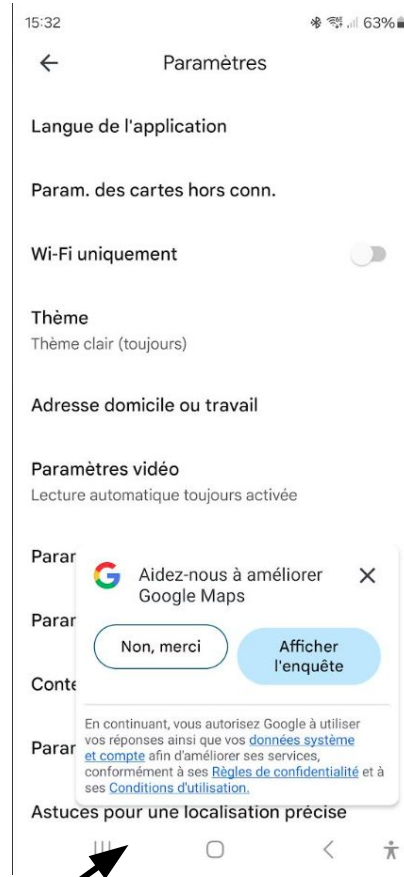 15:32 63%
Paramètres
Langue de l'application
Param. des cartes hors conn.
Wi-Fi uniquement
Thème
Thème clair (toujours)
Adresse domicile ou travail
Paramètres vidéo
Lecture automatique toujours activée
Parar
Aidez-nous à améliorer
Google Maps
Parar
Non, merci
Afficher
l'enquête
Conte
En continuant, vous autorisez Google à utiliser
vos réponses ainsi que vos données système
et compte afin d'améliorer ses services,
conformément à ses Règles de confidentialité et à
ses Conditions d'utilisation.
Parar
Astuces pour une localisation précise